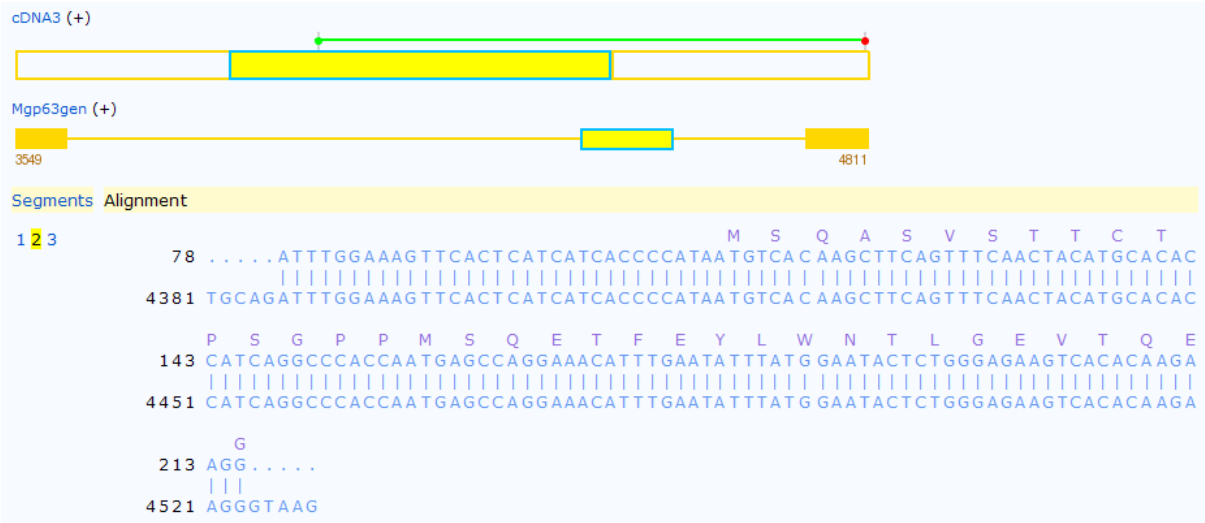 cDNA3 (+)
Mgp63gen (+)
3549 4811
Segments Alignment
1 2 3
M S Q A S V S T T C T
78 .....ATTTGGAAAGTTCACTCATCATCACCCCATAATGTCACAAGCTTCAGTTTCAACTACATGCACAC
4381 TGCAGATTTGGAAAGTTCACTCATCATCACCCCATAATGTCACAAGCTTCAGTTTCAACTACATGCACAC
P S G P P M S Q E T F E Y L W N T L G E V T Q E
143 CATCAGGCCCACCAATGAGCCAGGAAACATTTGAATATTTATGGAATACTCTGGGAGAAGTCACACAAGA
4451 CATCAGGCCCACCAATGAGCCAGGAAACATTTGAATATTTATGGAATACTCTGGGAGAAGTCACACAAGA
G
213 AGG.....
4521 AGGGTAAG